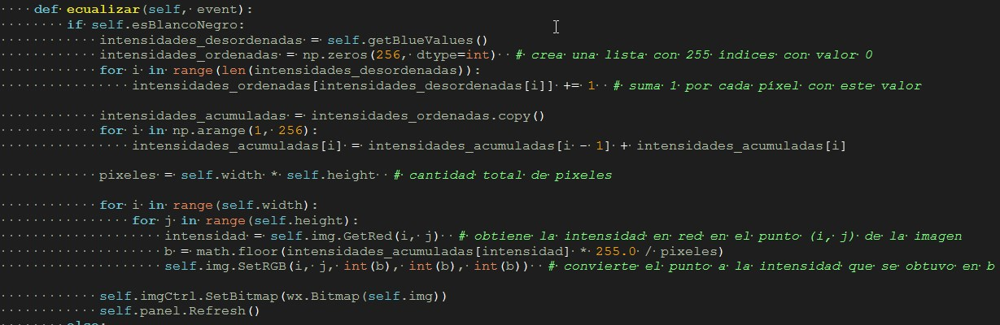 def ecualizar(self, event):
if self.esBlancoNegro:
intensidades_desordenadas = self.getBlueValues()
intensidades_ordenadas = np.zeros(256, dtype=int)  # crea una lista con 255 índices con valor 0
for i in range(len(intensidades_desordenadas)):
intensidades_ordenadas[intensidades_desordenadas[i]] += 1  # suma 1 por cada píxel con este valor
intensidades_acumuladas = intensidades_ordenadas.copy()
for i in np.arange(1, 256):
intensidades_acumuladas[i] = intensidades_acumuladas[i - 1] + intensidades_acumuladas[i]
pixeles = self.width * self.height  # cantidad total de pixeles
for i in range(self.width):
for j in range(self.height):
intensidad = self.img.GetRed(i, j)  # obtiene la intensidad en red en el punto (i, j) de la imagen
b = math.floor(intensidades_acumuladas[intensidad] * 255.0 / pixeles)
self.img.SetRGB(i, j, int(b), int(b), int(b))  # convierte el punto a la intensidad que se obtuvo en b
self.imgCtrl.SetBitmap(wx.Bitmap(self.img))
self.panel.Refresh()
else: